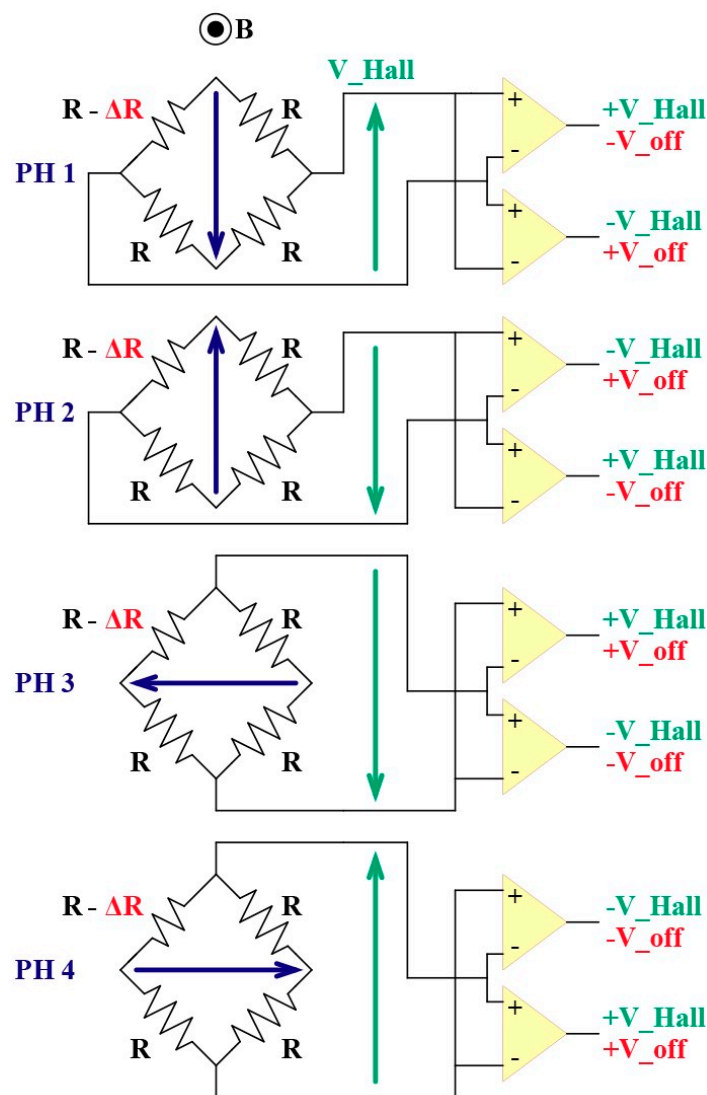 B
V_Hall
R - ΔR
R
+
+V_Hall
-V_off
PH 1
-
+
R
R
-
-V_Hall
+V_off
R - ΔR
R
+
-V_Hall
+V_off
PH 2
-
+
R
R
-
+V_Hall
-V_off
R - ΔR
R
+
+V_Hall
+V_off
PH 3
-
+
R
R
-
-V_Hall
-V_off
R - ΔR
R
+
-V_Hall
-V_off
PH 4
-
+
R
R
-
+V_Hall
+V_off